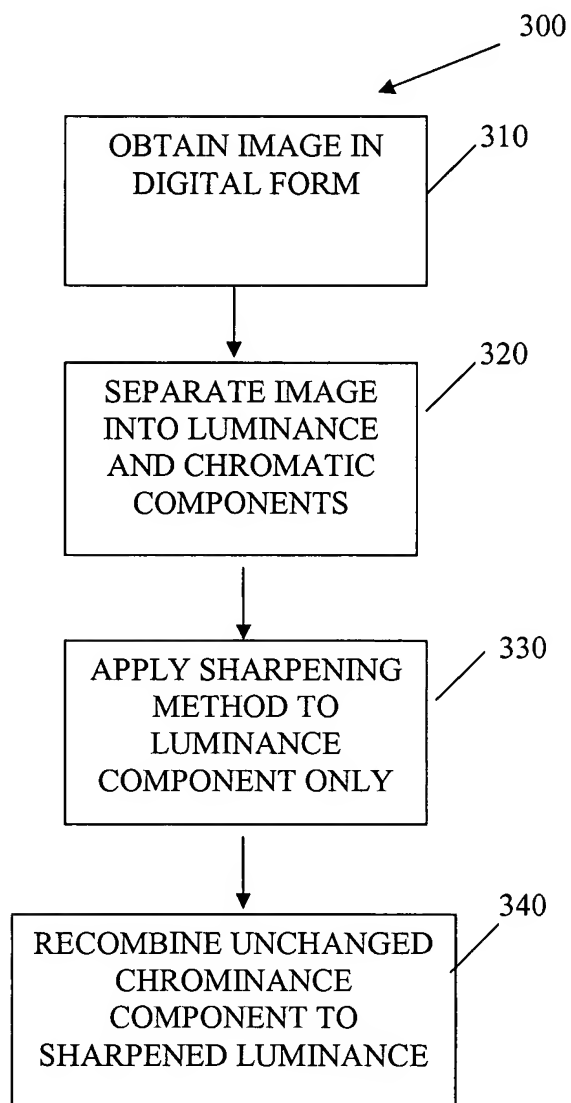 300
OBTAIN IMAGE IN
DIGITAL FORM
310
SEPARATE IMAGE
INTO LUMINANCE
AND CHROMATIC
COMPONENTS
320
APPLY SHARPENING
METHOD TO
LUMINANCE
COMPONENT ONLY
330
RECOMBINE UNCHANGED
CHROMINANCE
COMPONENT TO
SHARPENED LUMINANCE
340